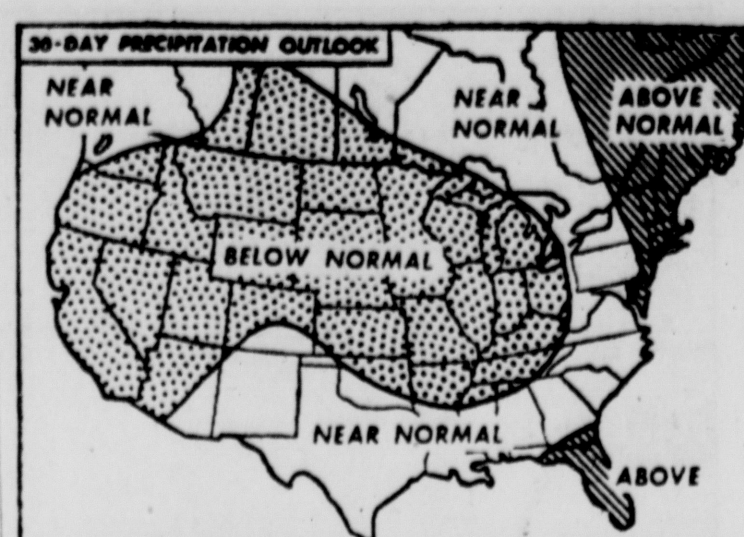 30-DAY PRECIPITATION OUTLOOK
NEAR
NORMAL
NEAR
NORMAL
ABOVE
NORMAL
BELOW NORMAL
NEAR NORMAL
ABOVE